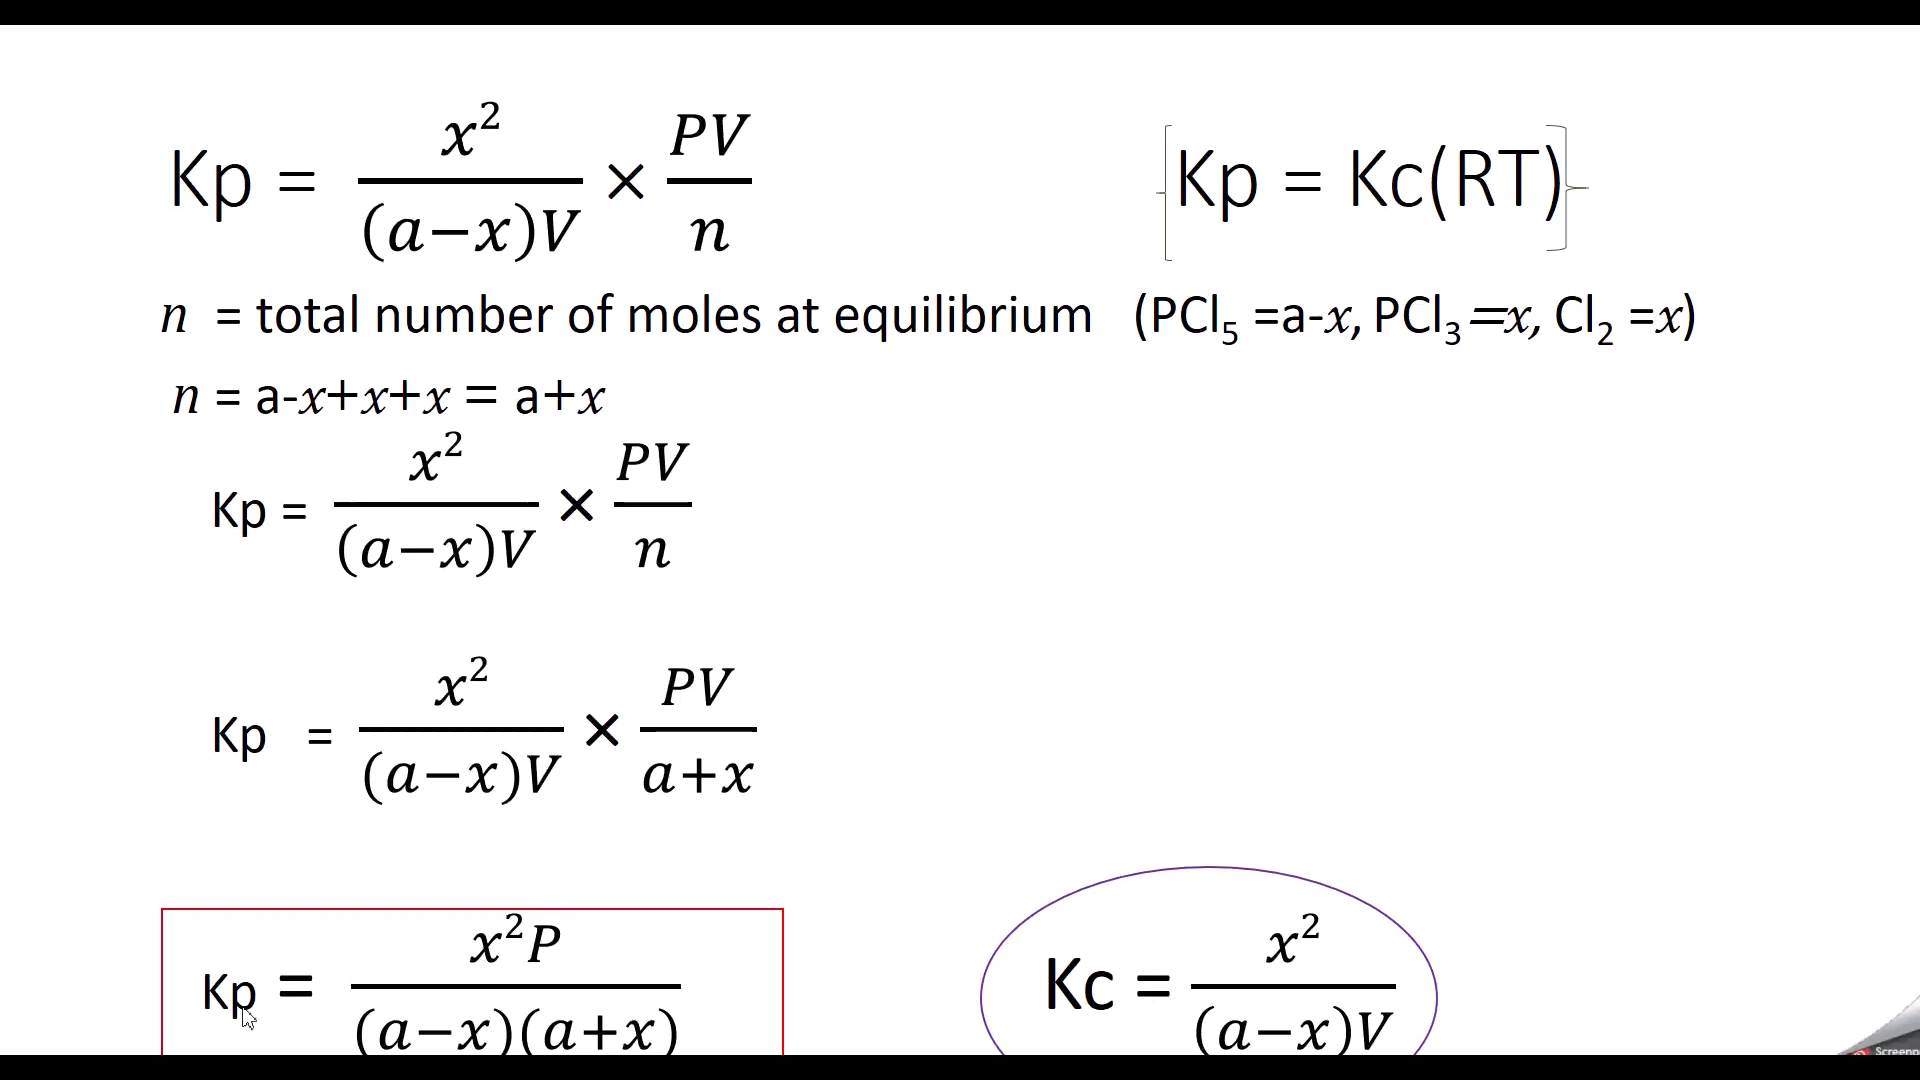 Kp = x²/(a−x)V × PV/n
Kp = Kc(RT)
n = total number of moles at equilibrium (PCl₅ =a-x, PCl₃=x, Cl₂ =x)
n = a-x+x+x = a+x
Kp = x²/(a−x)V × PV/n
Kp = x²/(a−x)V × PV/a+x
Kp = x²P/(a−x)(a+x)
Kc = x²/(a−x)V